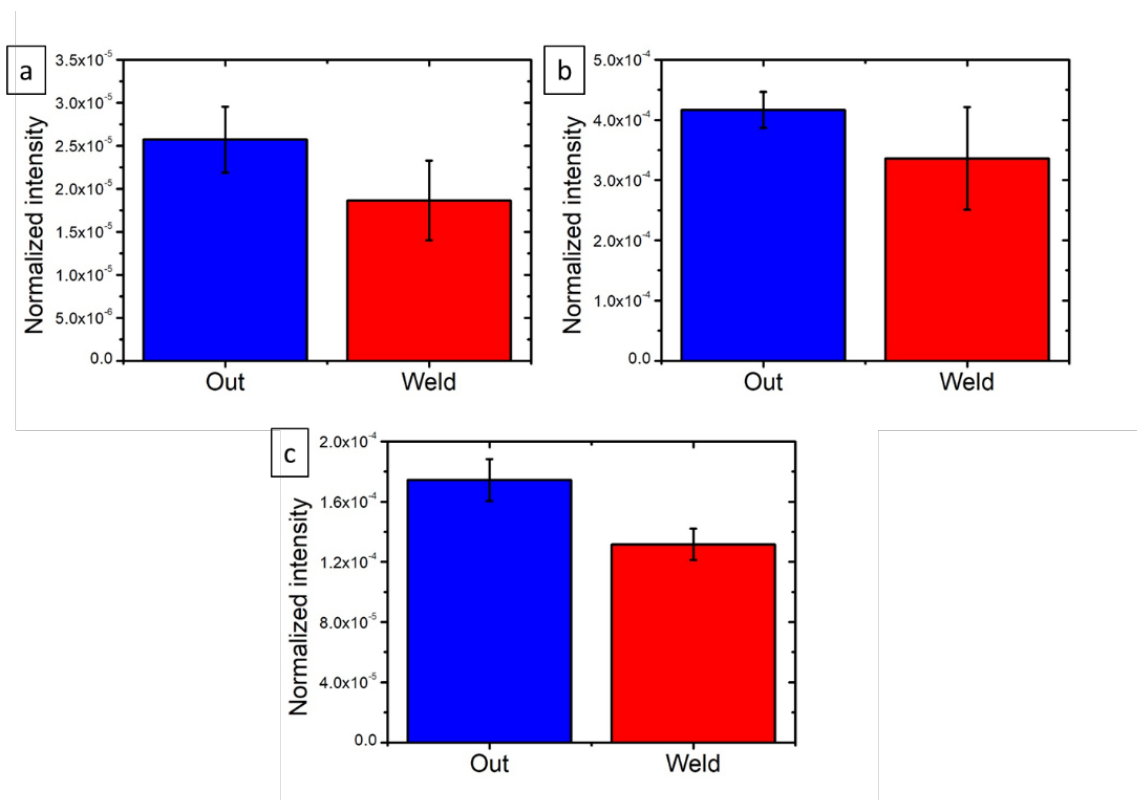 a
Normalized intensity
3.5x10⁻⁵
3.0x10⁻⁵
2.5x10⁻⁵
2.0x10⁻⁵
1.5x10⁻⁵
1.0x10⁻⁵
5.0x10⁻⁶
0.0
Out Weld
b
Normalized intensity
5.0x10⁻⁴
4.0x10⁻⁴
3.0x10⁻⁴
2.0x10⁻⁴
1.0x10⁻⁴
0.0
Out Weld
c
Normalized intensity
2.0x10⁻⁴
1.6x10⁻⁴
1.2x10⁻⁴
8.0x10⁻⁵
4.0x10⁻⁵
0.0
Out Weld